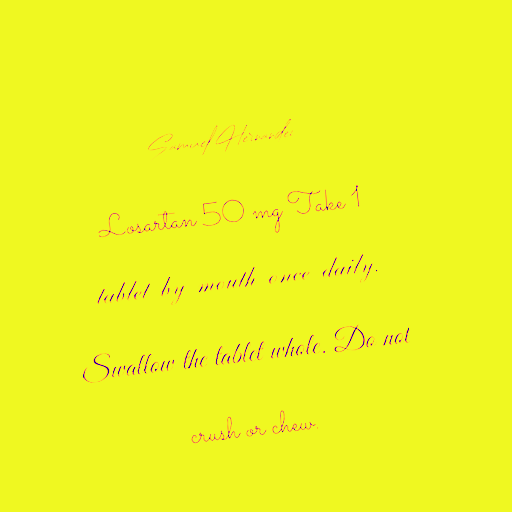 Samuel Hernandez
Losartan 50 mg Take 1
tablet by mouth once daily.
Swallow the tablet whole. Do not
crush or chew.